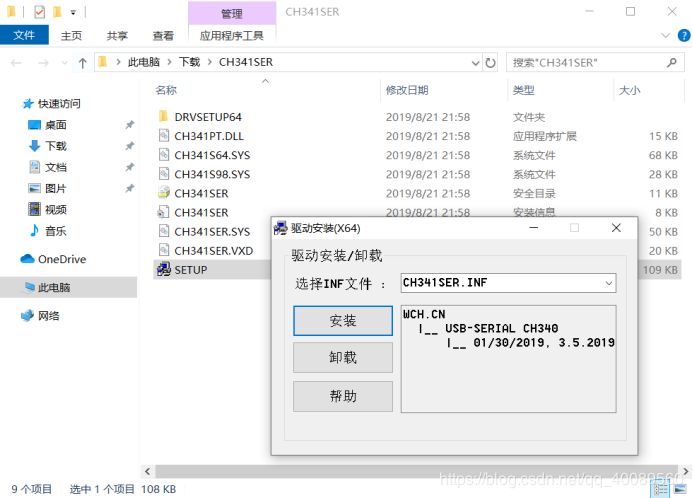 管理
CH341SER
文件
主页
共享
查看
应用程序工具
此电脑 > 下载 > CH341SER
搜索"CH341SER"
名称
修改日期
类型
大小
快速访问
桌面
下载
文档
图片
视频
音乐
OneDrive
此电脑
网络
DRVSETUP64 2019/8/21 21:58 文件夹
CH341PT.DLL 2019/8/21 21:58 应用程序扩展 15 KB
CH341S64.SYS 2019/8/21 21:58 系统文件 68 KB
CH341S98.SYS 2019/8/21 21:58 系统文件 28 KB
CH341SER 2019/8/21 21:58 安全目录 11 KB
CH341SER 2019/8/21 21:58 安装信息 8 KB
CH341SER.SYS 50 KB
CH341SER.VXD 20 KB
SETUP 109 KB
驱动安装(X64)
驱动安装/卸载
选择INF文件 :
CH341SER.INF
安装
卸载
帮助
WCH.CN
|__ USB-SERIAL CH340
|__ 01/30/2019, 3.5.2019
9 个项目
选中 1 个项目 108 KB